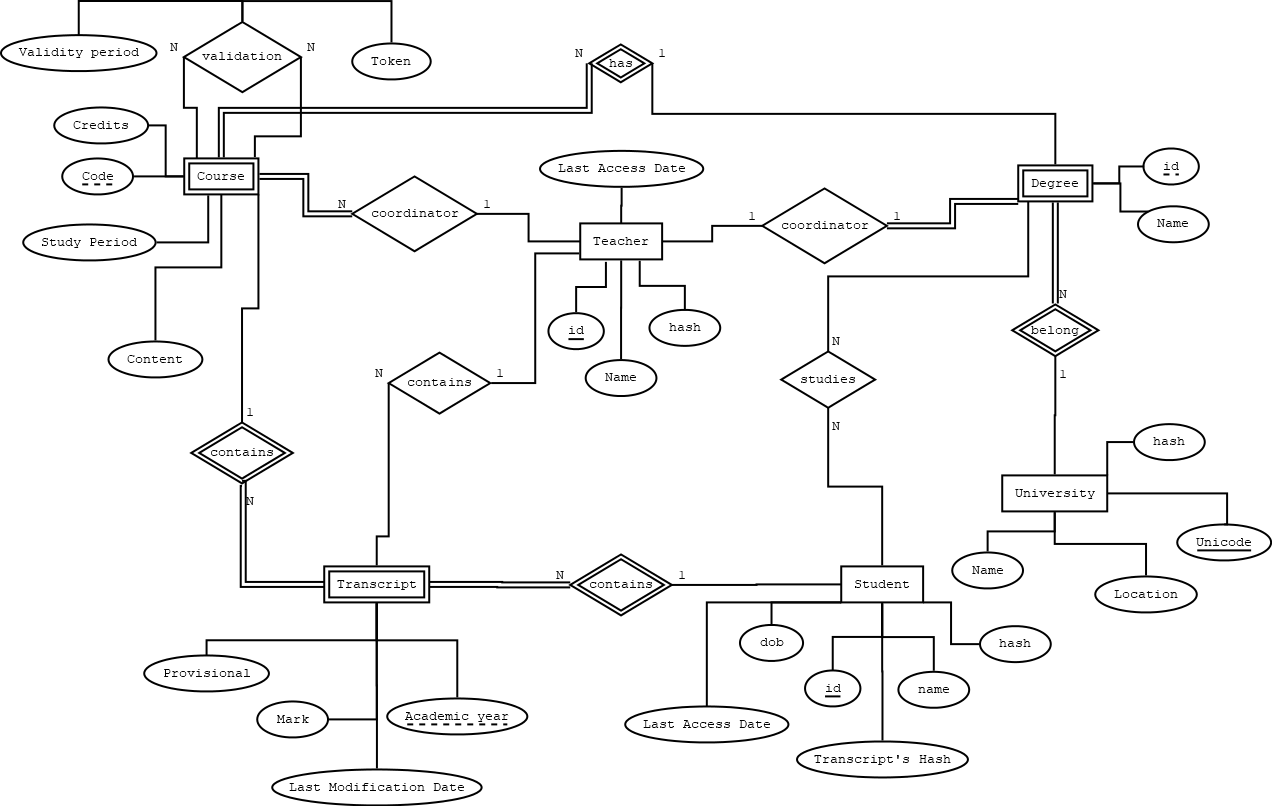 Validity period
N
validation
N
Token
N
has
1
Credits
Last Access Date
id
Code
Course
Degree
N
coordinator
1
1
coordinator
1
Name
Study Period
Teacher
N
id
hash
belong
N
Content
N
contains
1
Name
studies
1
1
N
contains
hash
N
University
Unicode
Name
Transcript
N
contains
1
Student
Location
dob
hash
Provisional
id
name
Mark
Academic year
Last Access Date
Transcript's Hash
Last Modification Date